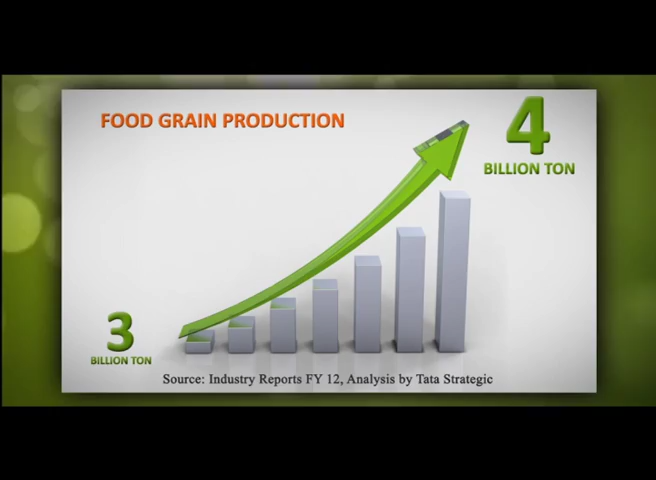 FOOD GRAIN PRODUCTION
4
BILLION TON
3
BILLION TON
Source: Industry Reports FY 12, Analysis by Tata Strategic